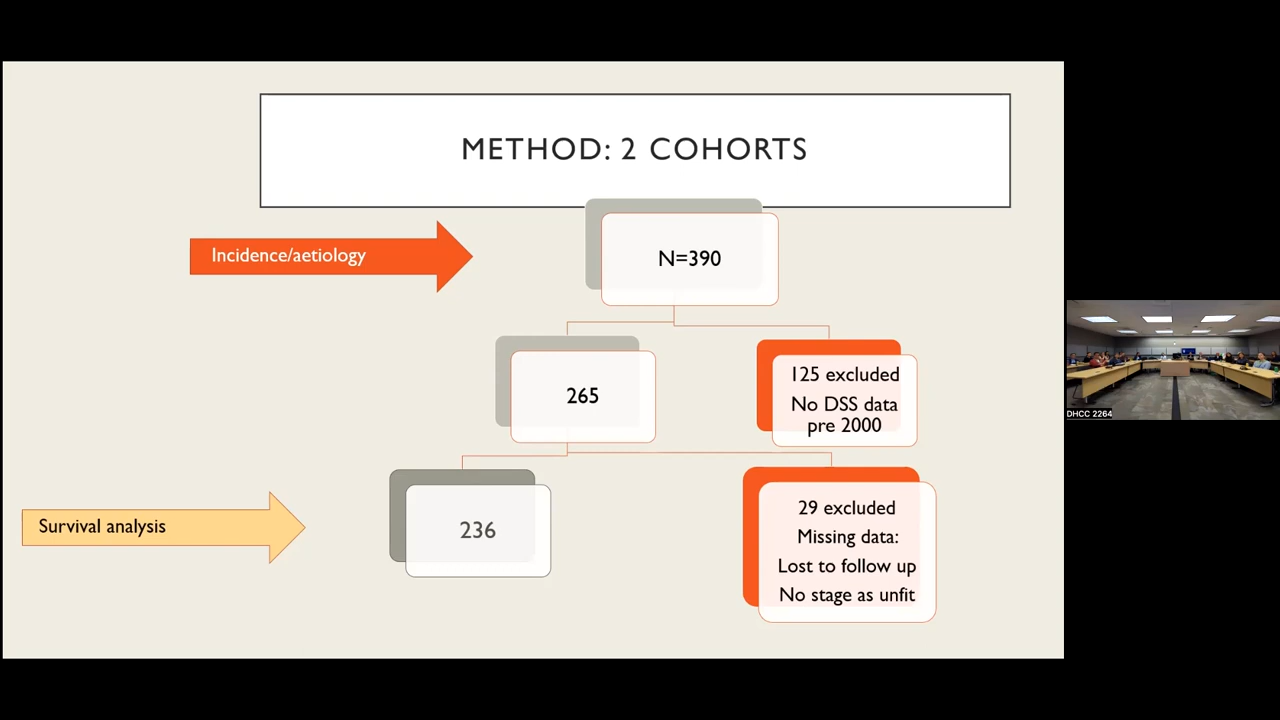 METHOD: 2 COHORTS
Incidence/aetiology
N=390
265
125 excluded
No DSS data
pre 2000
Survival analysis
236
29 excluded
Missing data:
Lost to follow up
No stage as unfit
DHCC 2264